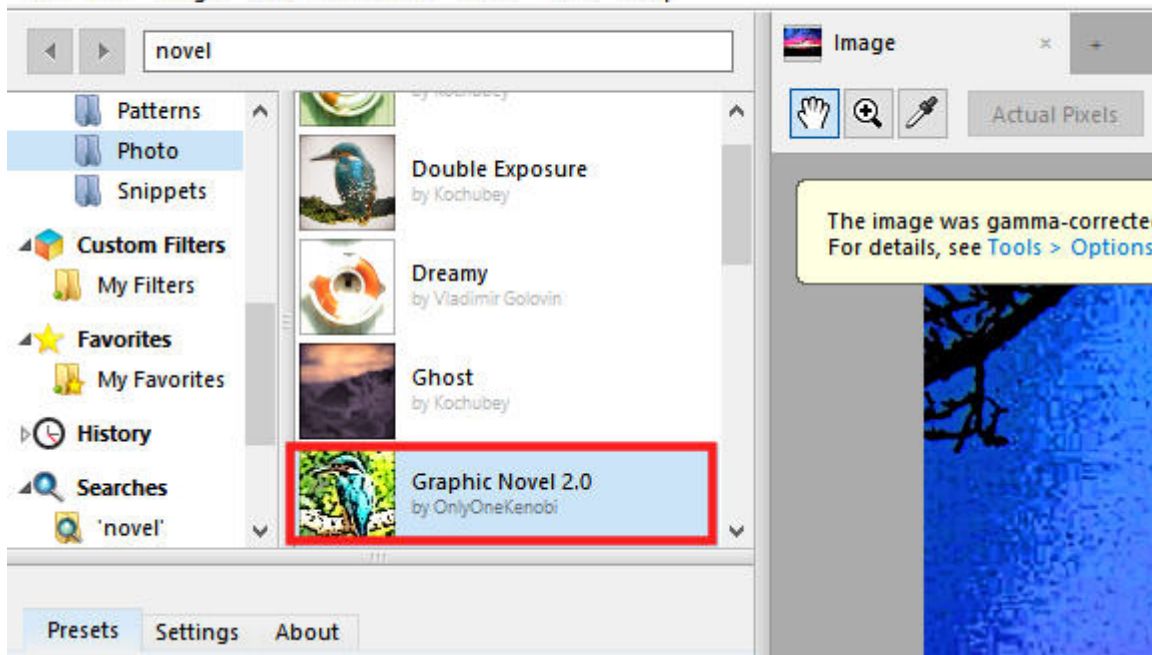 novel
Patterns
Photo
Snippets
Custom Filters
My Filters
Favorites
My Favorites
History
Searches
'novel'
by Kochubey
Double Exposure
by Kochubey
Dreamy
by Vladimir Golovin
Ghost
by Kochubey
Graphic Novel 2.0
by OnlyOneKenobi
Presets Settings About
Image
Actual Pixels
The image was gamma-correcte
For details, see Tools > Options